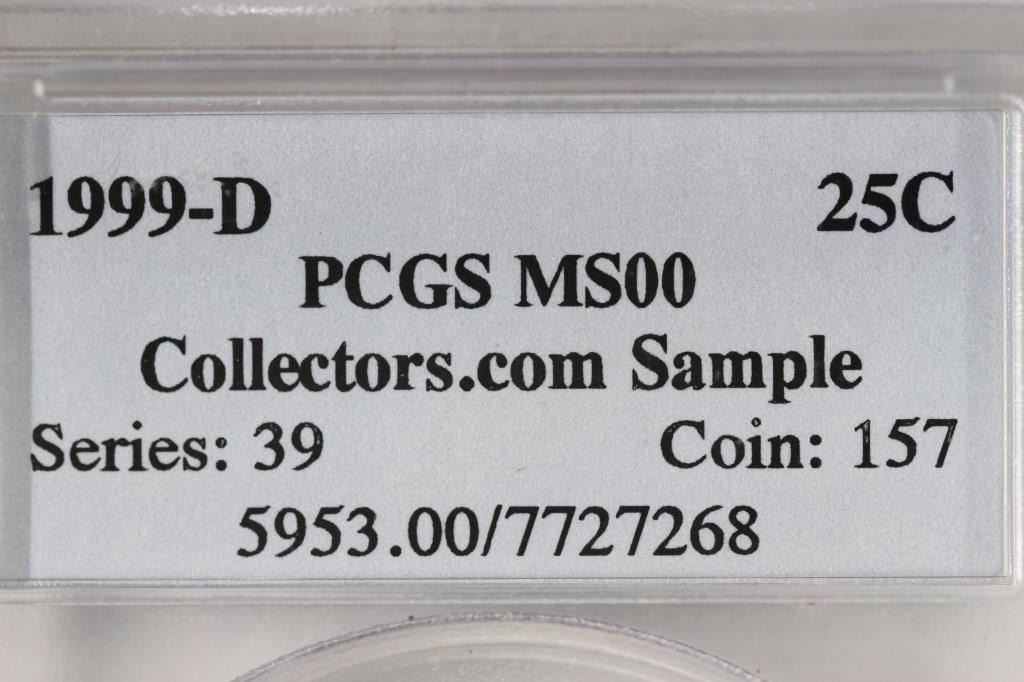 1999-D 25C
PCGS MS00
Collectors.com Sample
Series: 39 Coin: 157
5953.00/7727268